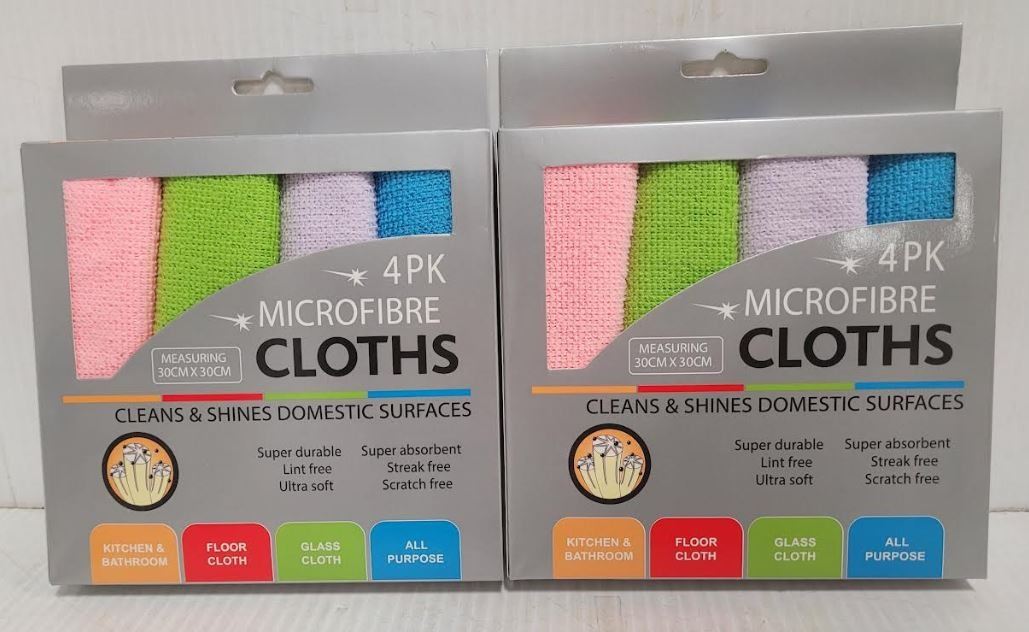 4PK
MICROFIBRE
MEASURING
30CM X 30CM
CLOTHS
CLEANS & SHINES DOMESTIC SURFACES
Super durable
Lint free
Ultra soft
Super absorbent
Streak free
Scratch free
KITCHEN &
BATHROOM
FLOOR
CLOTH
GLASS
CLOTH
ALL
PURPOSE
4PK
MICROFIBRE
MEASURING
30CM X 30CM
CLOTHS
CLEANS & SHINES DOMESTIC SURFACES
Super durable
Lint free
Ultra soft
Super absorbent
Streak free
Scratch free
KITCHEN &
BATHROOM
FLOOR
CLOTH
GLASS
CLOTH
ALL
PURPOSE